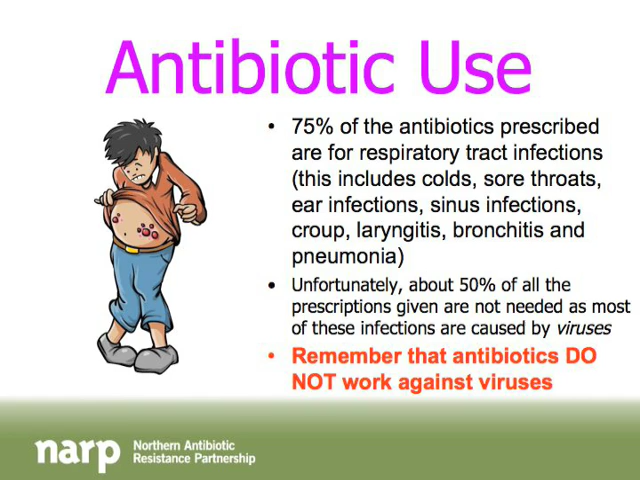 Antibiotic Use
• 75% of the antibiotics prescribed
are for respiratory tract infections
(this includes colds, sore throats,
ear infections, sinus infections,
croup, laryngitis, bronchitis and
pneumonia)
• Unfortunately, about 50% of all the
prescriptions given are not needed as most
of these infections are caused by viruses
• Remember that antibiotics DO
NOT work against viruses
narp Northern Antibiotic
Resistance Partnership